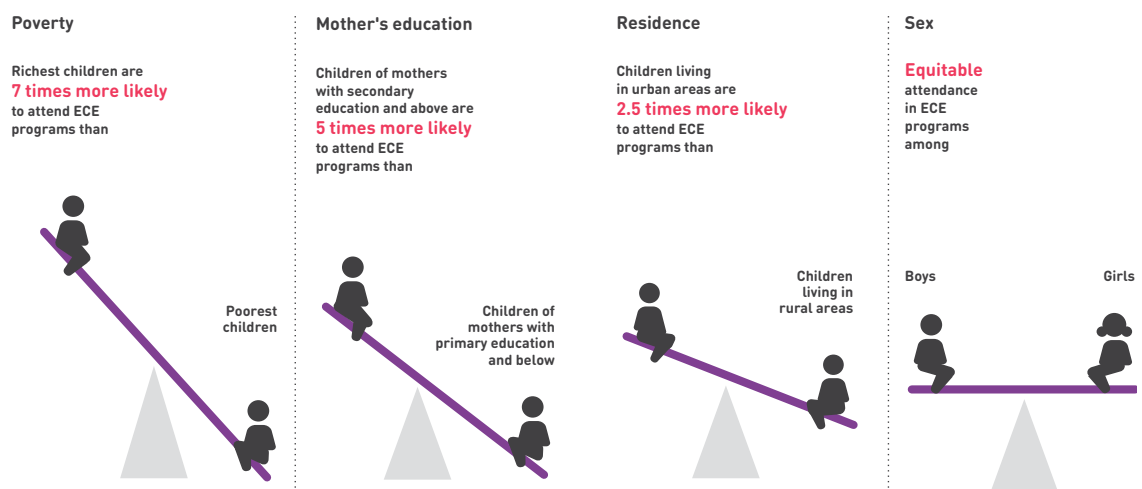 Poverty
Richest children are
7 times more likely
to attend ECE
programs than
Poorest
children
Mother's education
Children of mothers
with secondary
education and above are
5 times more likely
to attend ECE
programs than
Children of
mothers with
primary education
and below
Residence
Children living
in urban areas are
2.5 times more likely
to attend ECE
programs than
Children
living in
rural areas
Sex
Equitable
attendance
in ECE
programs
among
Boys
Girls